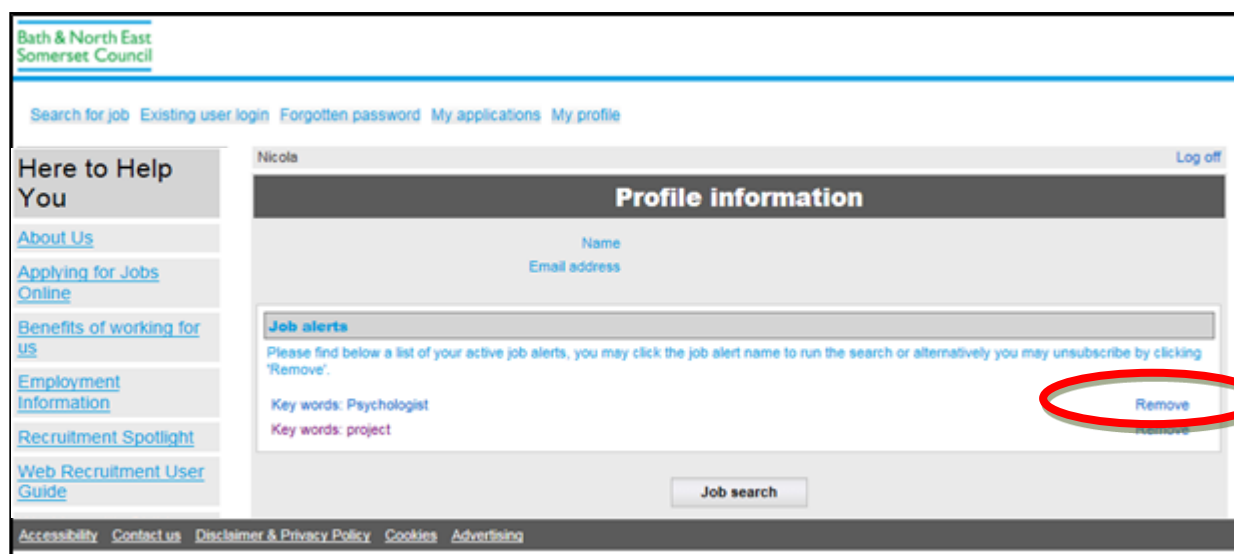 Bath & North East
Somerset Council
Search for job Existing user login Forgotten password My applications My profile
Here to Help
You
About Us
Applying for Jobs
Online
Benefits of working for
us
Employment
Information
Recruitment Spotlight
Web Recruitment User
Guide
Nicola Log off
Profile information
Name
Email address
Job alerts
Please find below a list of your active job alerts, you may click the job alert name to run the search or alternatively you may unsubscribe by clicking
'Remove'.
Key words: Psychologist Remove
Key words: project Remove
Job search
Accessibility Contact us Disclaimer & Privacy Policy Cookies Advertising